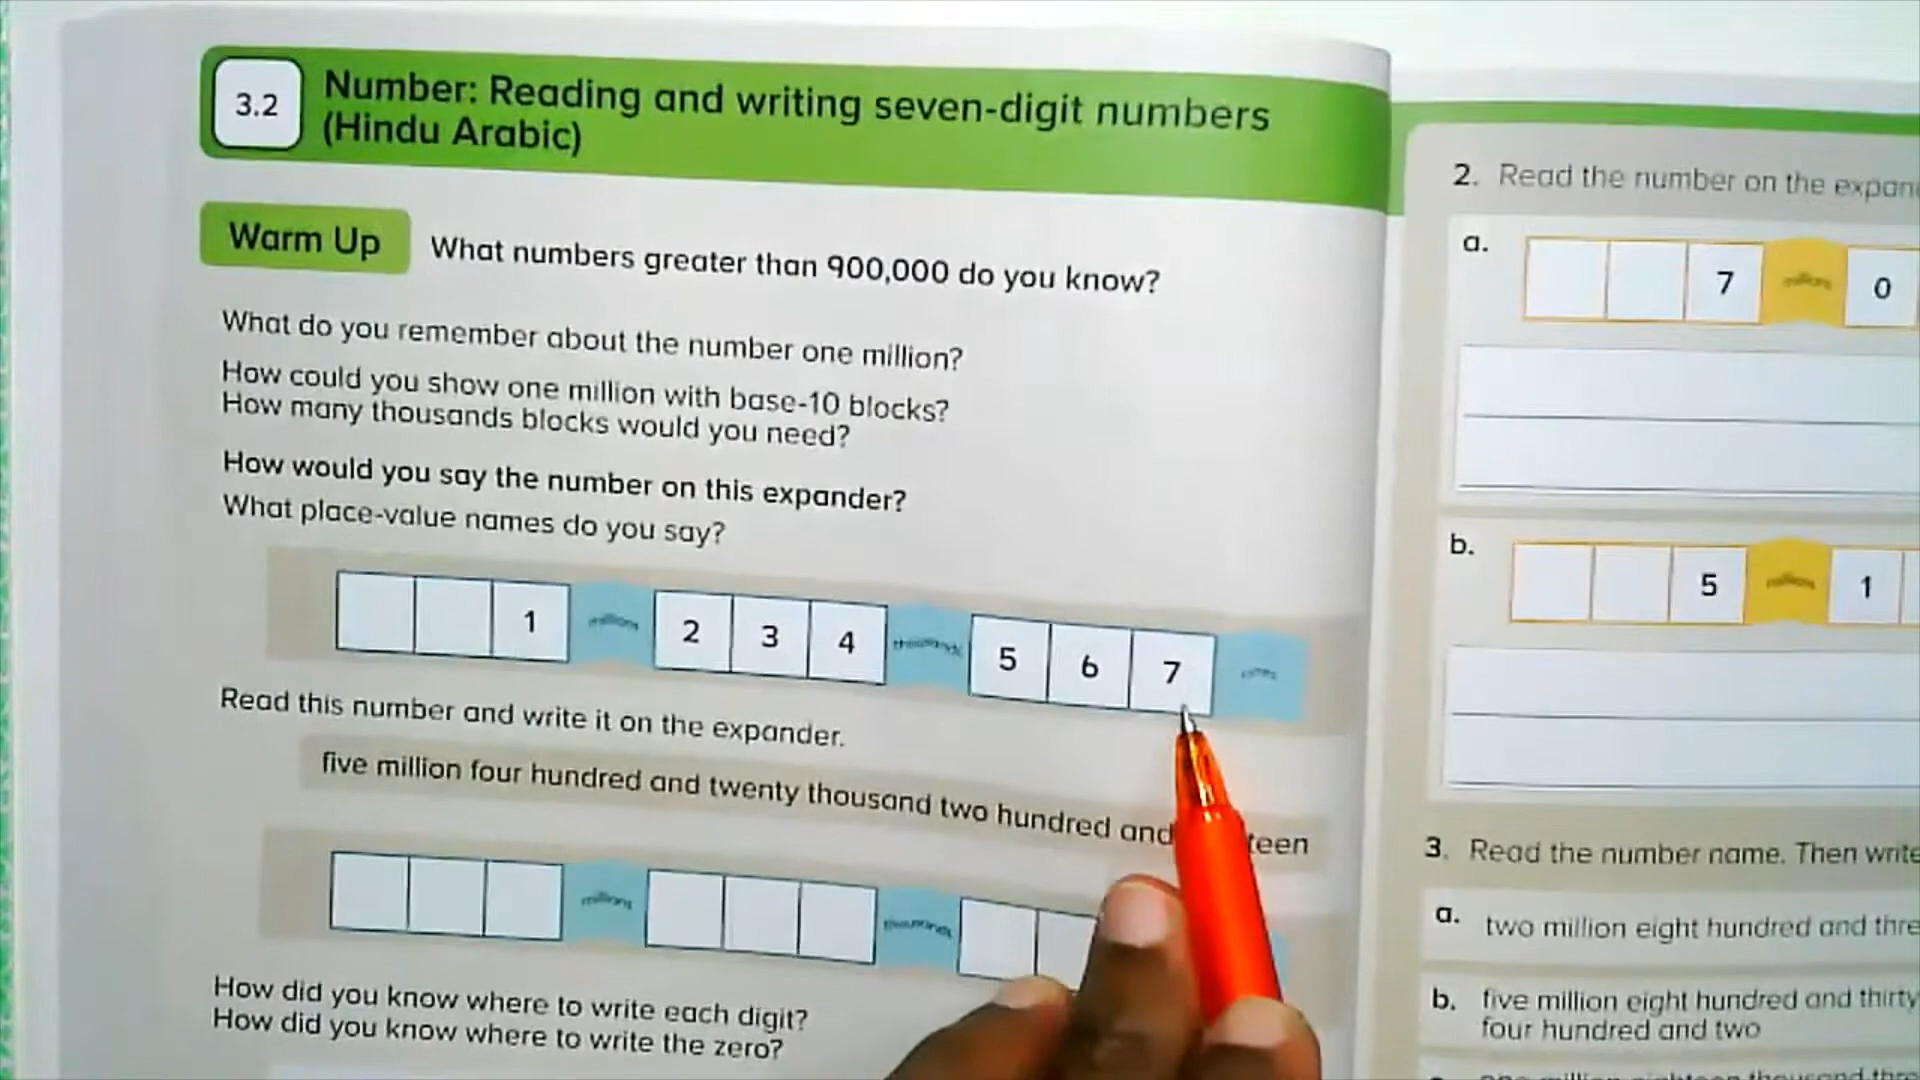 3.2
Number: Reading and writing seven-digit numbers
(Hindu Arabic)
Warm Up
What numbers greater than 900,000 do you know?
What do you remember about the number one million?
How could you show one million with base-10 blocks?
How many thousands blocks would you need?
How would you say the number on this expander?
What place-value names do you say?
1 millions 2 3 4 thousands 5 6 7
Read this number and write it on the expander.
five million four hundred and twenty thousand two hundred and
millions thousands
How did you know where to write each digit?
How did you know where to write the zero?
2. Read the number on the
a. 7 millions 0
b. 5 millions 1
3. Read the number name. Then write
a. two million eight hundred and
b. five million eight hundred and thirty
four hundred and two